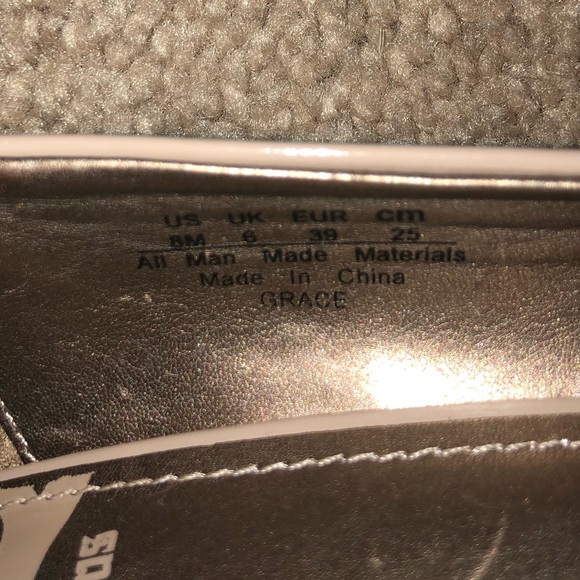 US UK EUR cm
8M 6 39 25
All Man Made Materials
Made In China
GRACE